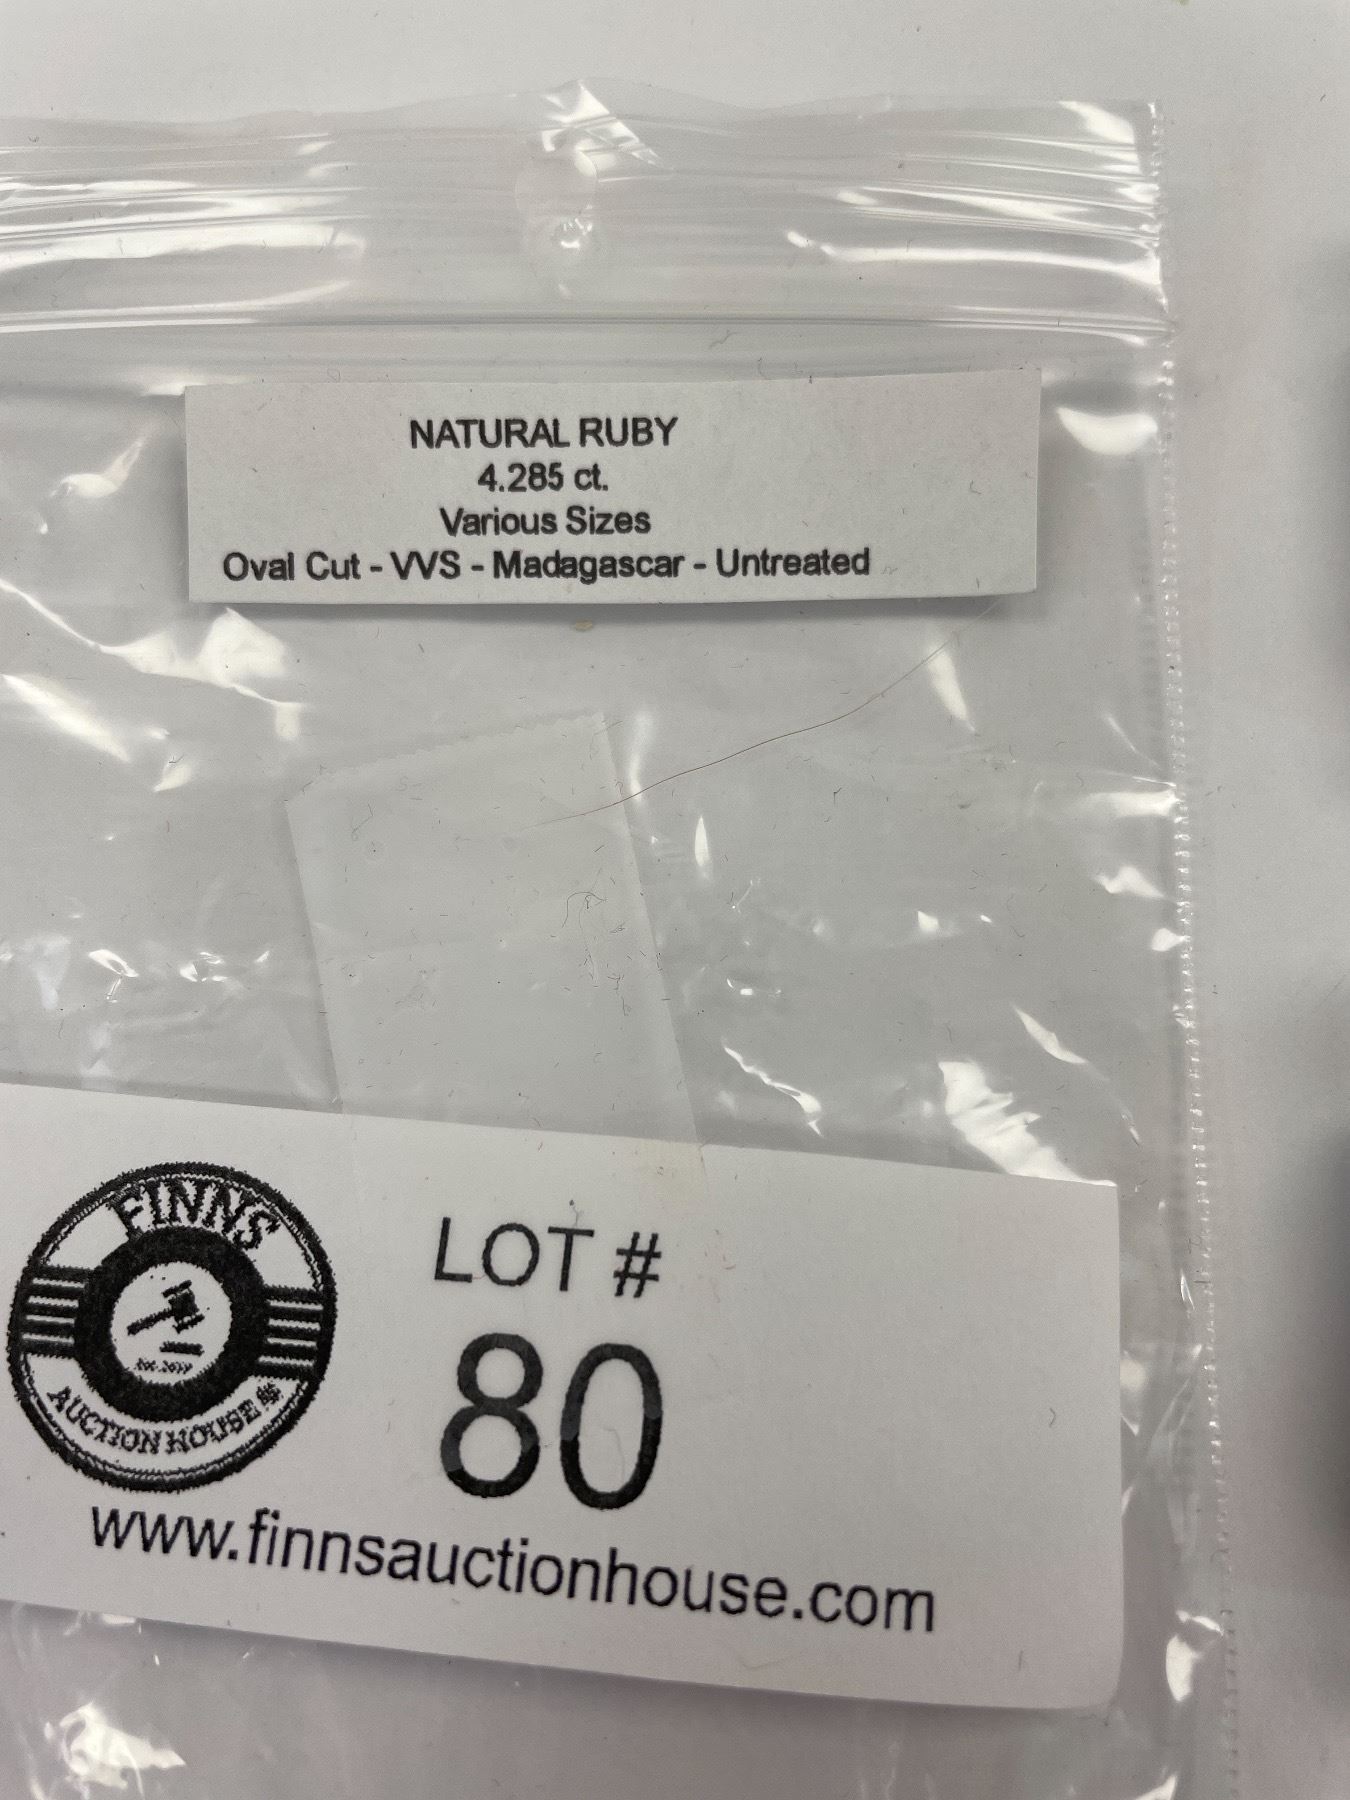 NATURAL RUBY
4.285 ct.
Various Sizes
Oval Cut - VVS - Madagascar - Untreated
FINNS
AUCTION HOUSE
LOT #
80
www.finnsauctionhouse.com